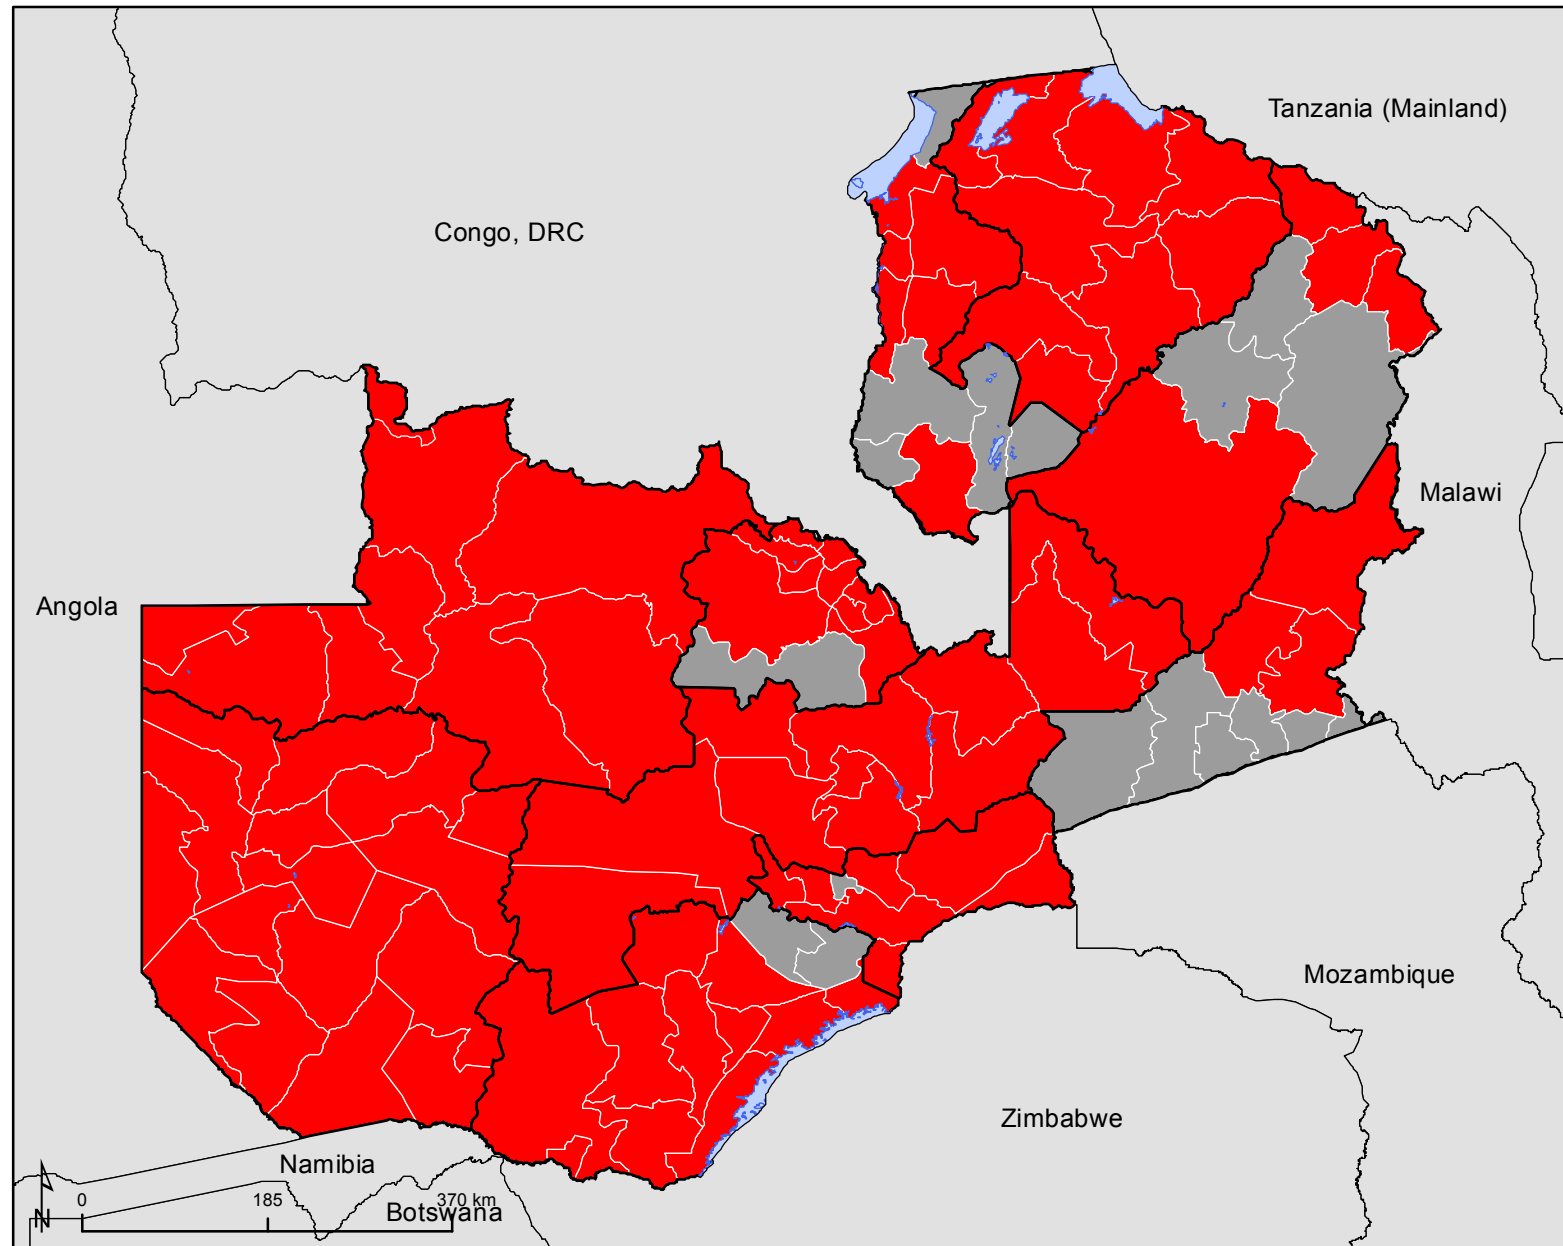 Tanzania (Mainland)
Congo, DRC
Malawi
Angola
Mozambique
Zimbabwe
Namibia
Botswana
0 185 370 km
N